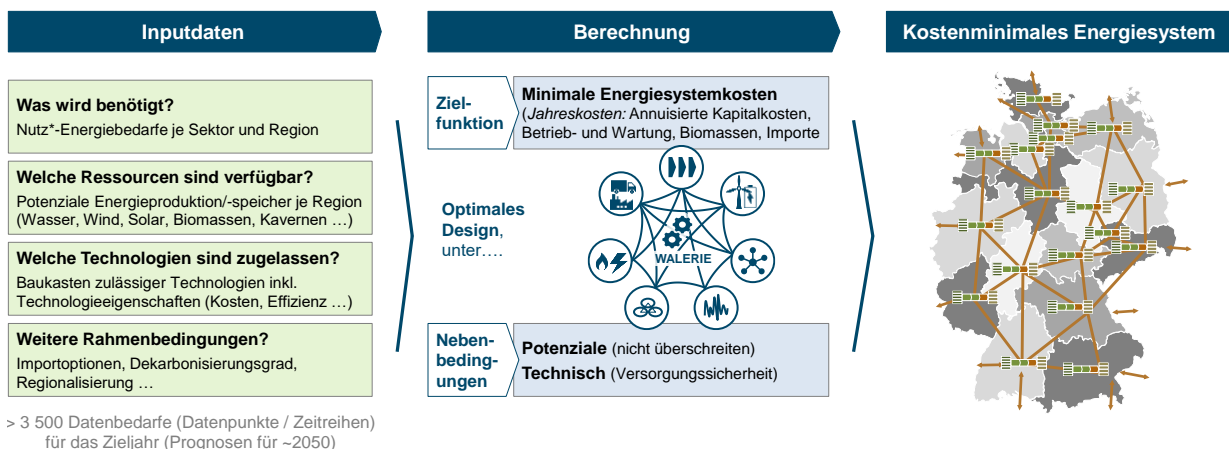 Inputdaten
Was wird benötigt?
Nutz*-Energiebedarfe je Sektor und Region
Welche Ressourcen sind verfügbar?
Potenziale Energieproduktion/-speicher je Region
(Wasser, Wind, Solar, Biomassen, Kavernen …)
Welche Technologien sind zugelassen?
Baukasten zulässiger Technologien inkl.
Technologieeigenschaften (Kosten, Effizienz …)
Weitere Rahmenbedingungen?
Importoptionen, Dekarbonisierungsgrad,
Regionalisierung …
> 3 500 Datenbedarfe (Datenpunkte / Zeitreihen)
für das Zieljahr (Prognosen für ~2050)
Berechnung
Ziel-
funktion
Minimale Energiesystemkosten
(Jahreskosten: Annuisierte Kapitalkosten,
Betrieb- und Wartung, Biomassen, Importe
Optimales
Design,
unter….
WALERIE
Neben-
beding-
ungen
Potenziale (nicht überschreiten)
Technisch (Versorgungssicherheit)
Kostenminimales Energiesystem